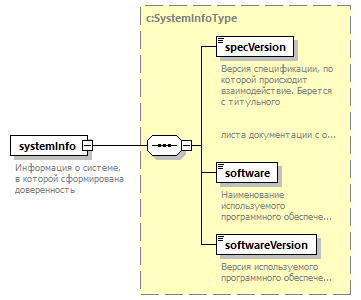 c:SystemInfoType
specVersion
Версия спецификации, по
которой происходит
взаимодействие. Берется
с титульного
листа документации с о...
systemInfo
Информация о системе,
в которой сформирована
доверенность
software
Наименование
используемого
программного обеспече...
softwareVersion
Версия используемого
программного обеспече...